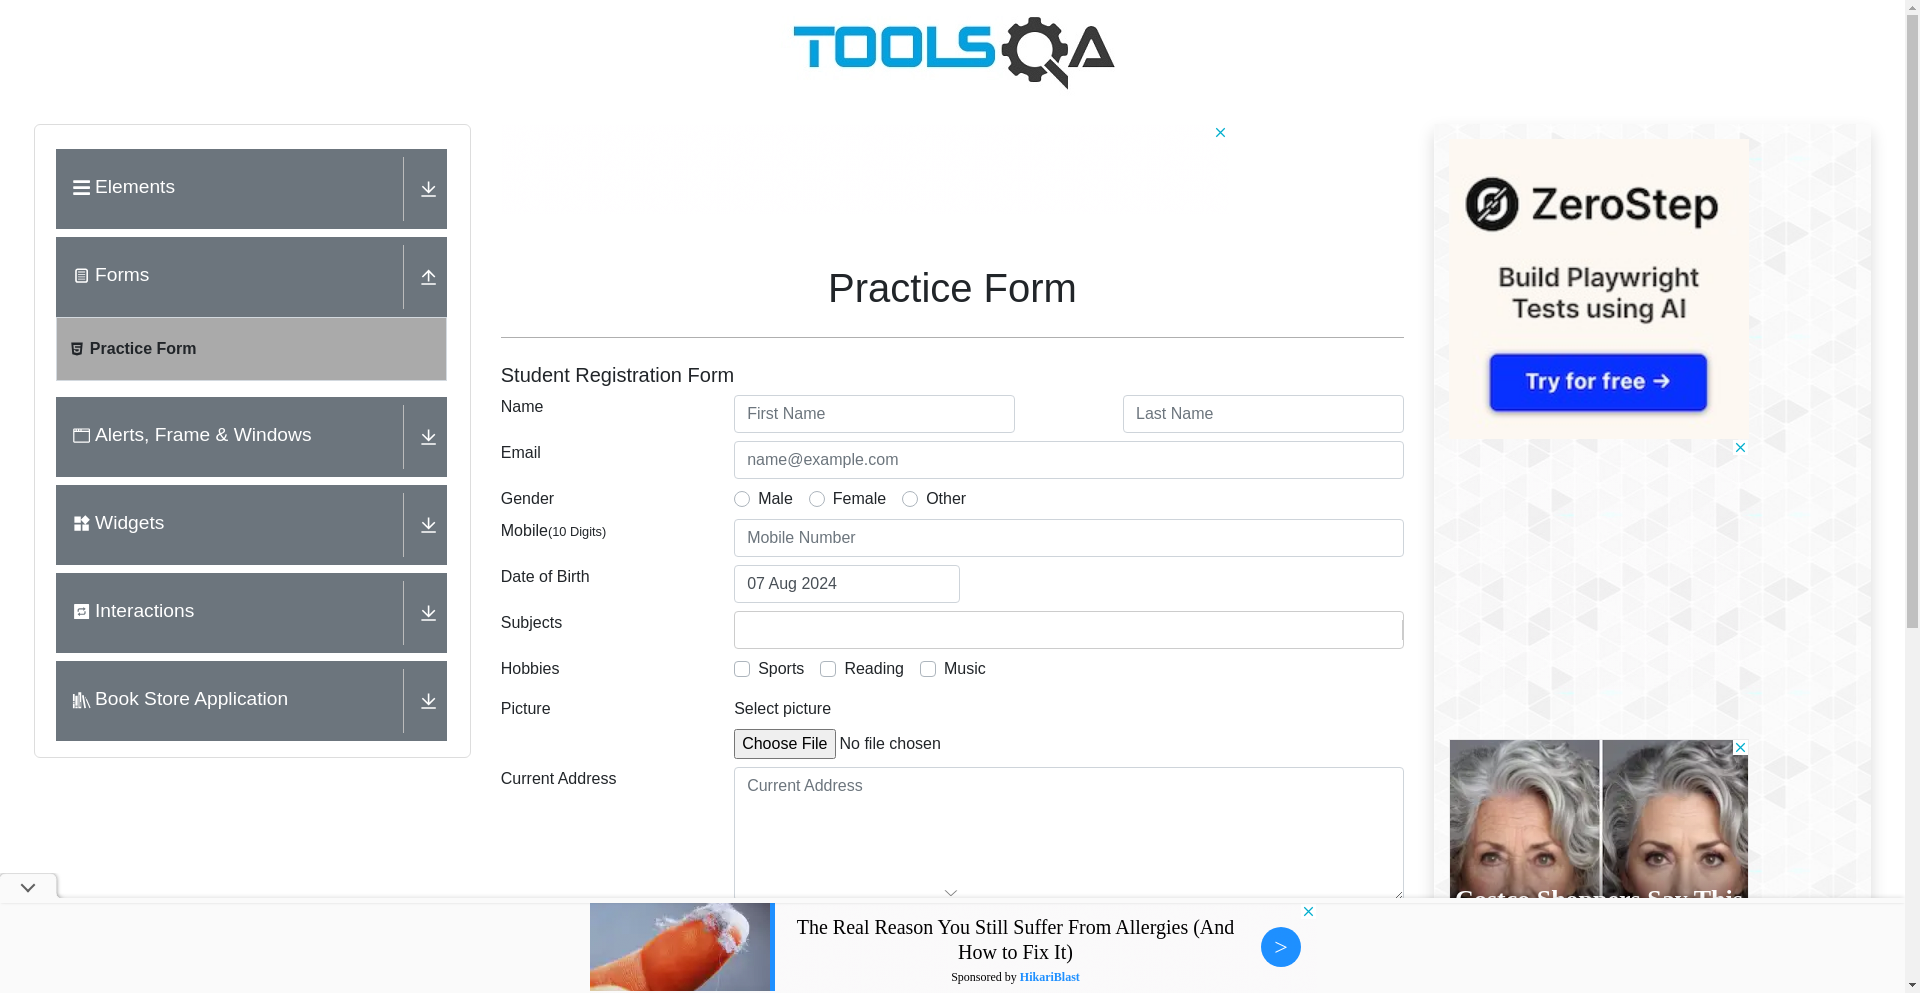 TOOLSQA
Elements
Forms
Practice Form
Alerts, Frame & Windows
Widgets
Interactions
Book Store Application
Practice Form
Student Registration Form
Name
First Name
Last Name
Email
name@example.com
Gender
Male
Female
Other
Mobile(10 Digits)
Mobile Number
Date of Birth
07 Aug 2024
Subjects
Hobbies
Sports
Reading
Music
Picture
Select picture
Choose File No file chosen
Current Address
Current Address
ZeroStep
Build Playwright
Tests using AI
Try for free →
Costco Shoppers Say This
The Real Reason You Still Suffer From Allergies (And
How to Fix It)
Sponsored by HikariBlast
>